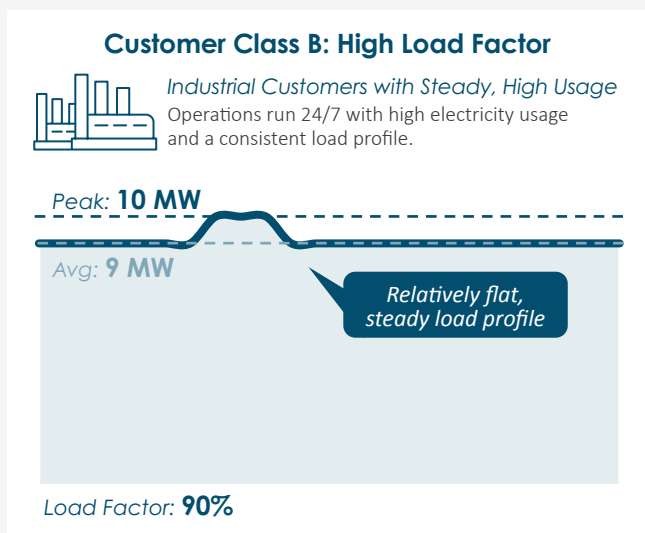 Customer Class B: High Load Factor
Industrial Customers with Steady, High Usage
Operations run 24/7 with high electricity usage
and a consistent load profile.
Peak: 10 MW
Avg: 9 MW
Relatively flat,
steady load profile
Load Factor: 90%